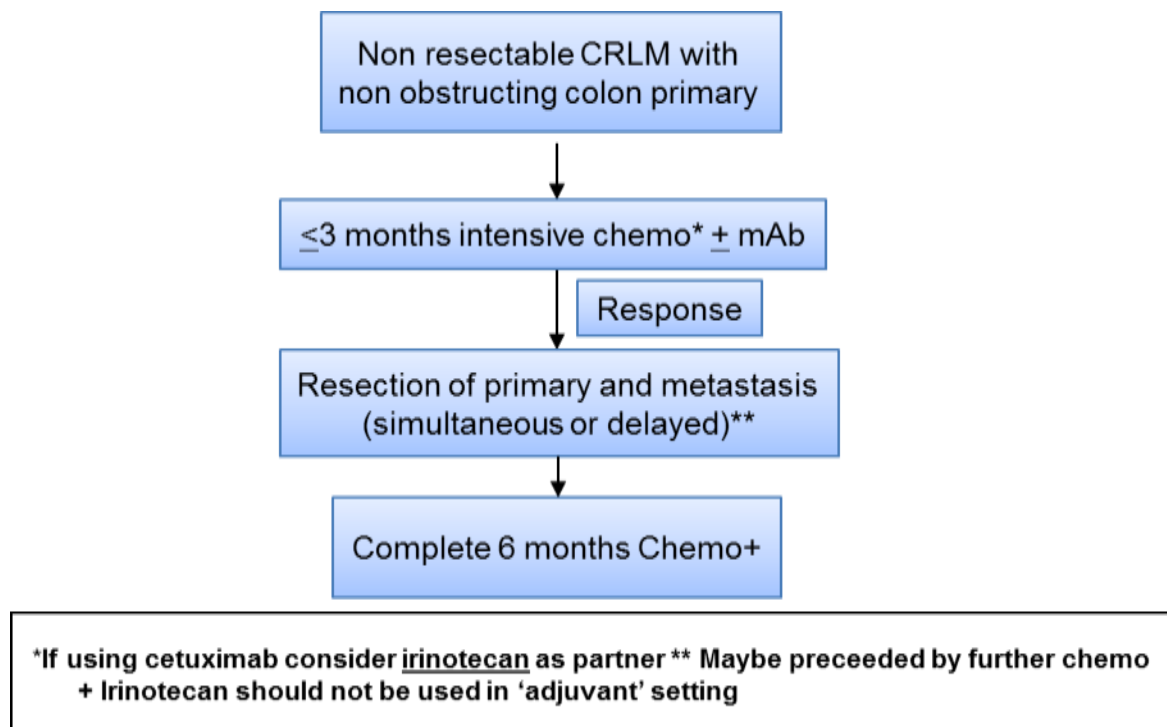 Non resectable CRLM with
non obstructing colon primary
≤3 months intensive chemo* ± mAb
Response
Resection of primary and metastasis
(simultaneous or delayed)**
Complete 6 months Chemo+
*If using cetuximab consider irinotecan as partner ** Maybe preceeded by further chemo
+ Irinotecan should not be used in ‘adjuvant’ setting